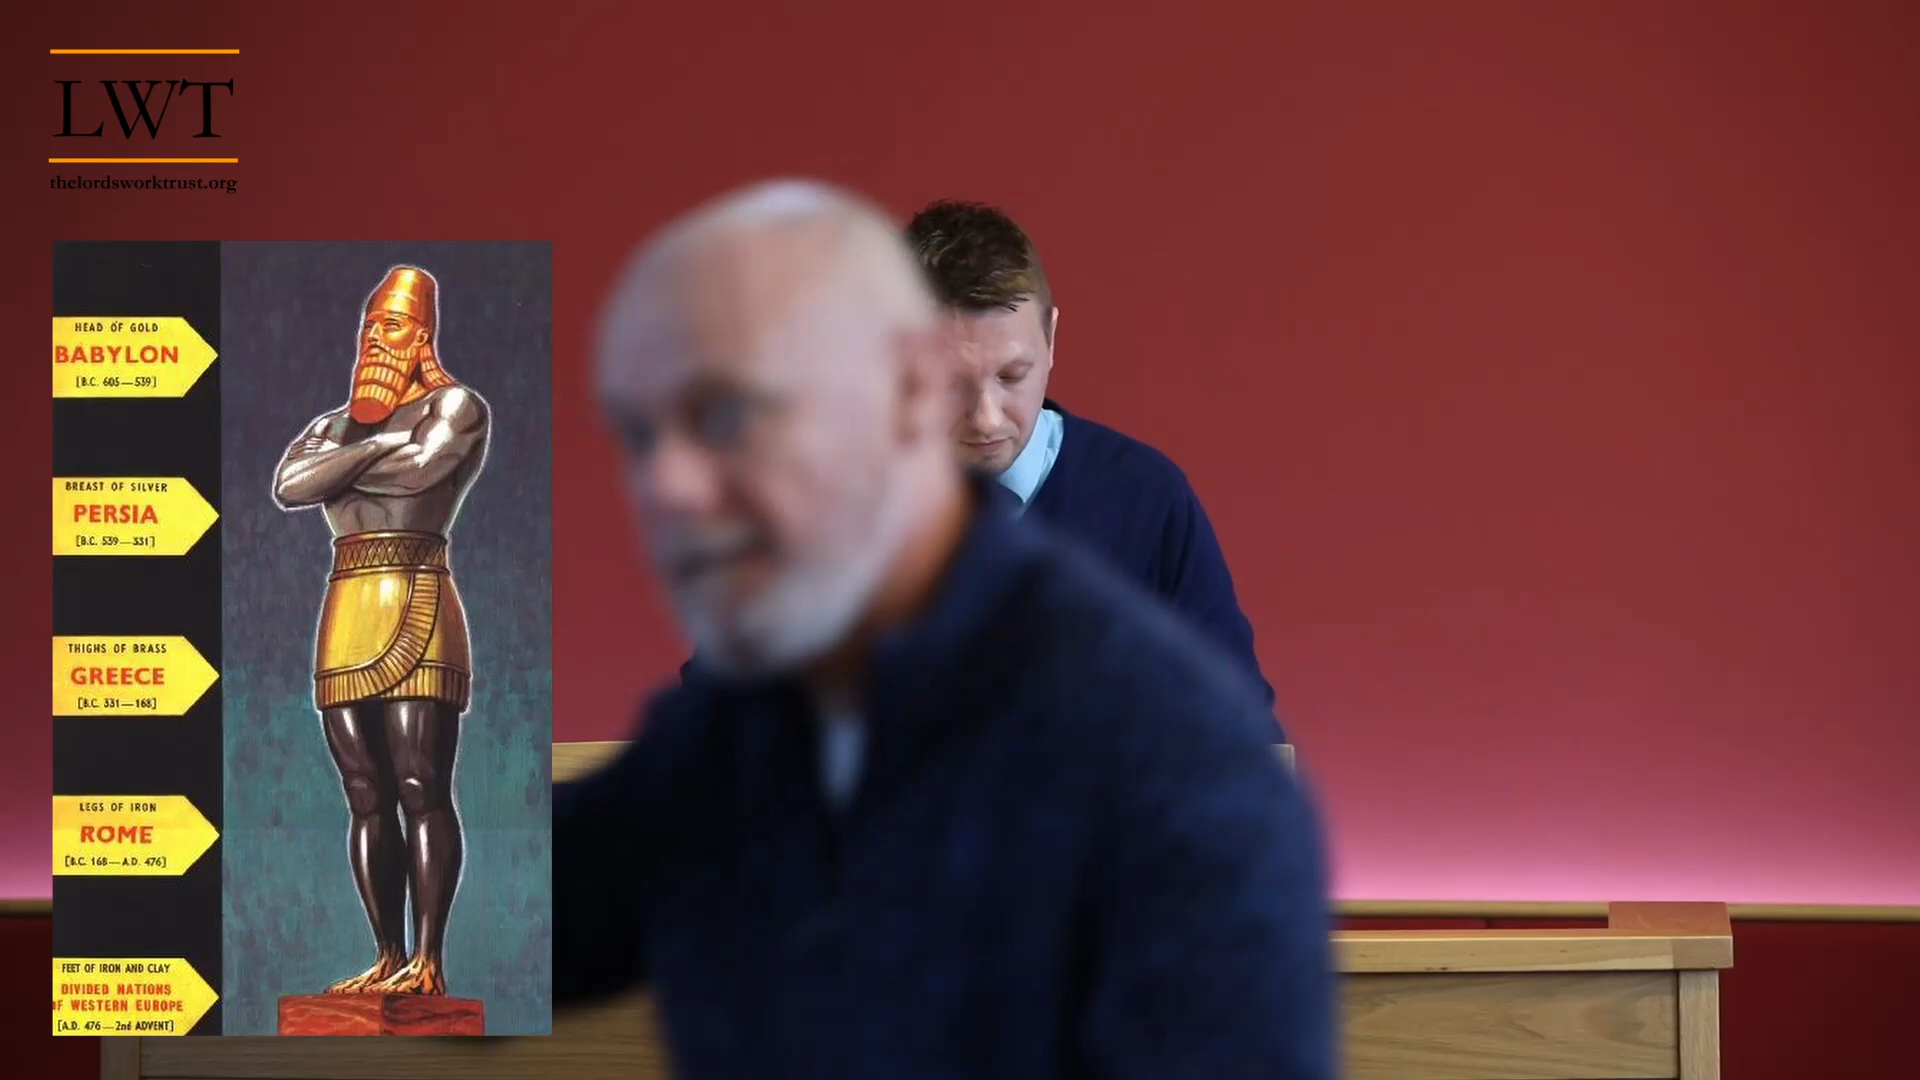 LWT
thelordsworktrust.org
HEAD OF GOLD
BABYLON
[B.C. 605—539]
BREAST OF SILVER
PERSIA
[B.C. 539—331]
THIGHS OF BRASS
GREECE
[B.C. 331—168]
LEGS OF IRON
ROME
[B.C. 168—A.D. 476]
FEET OF IRON AND CLAY
DIVIDED NATIONS
OF WESTERN EUROPE
[A.D. 476—2nd ADVENT]